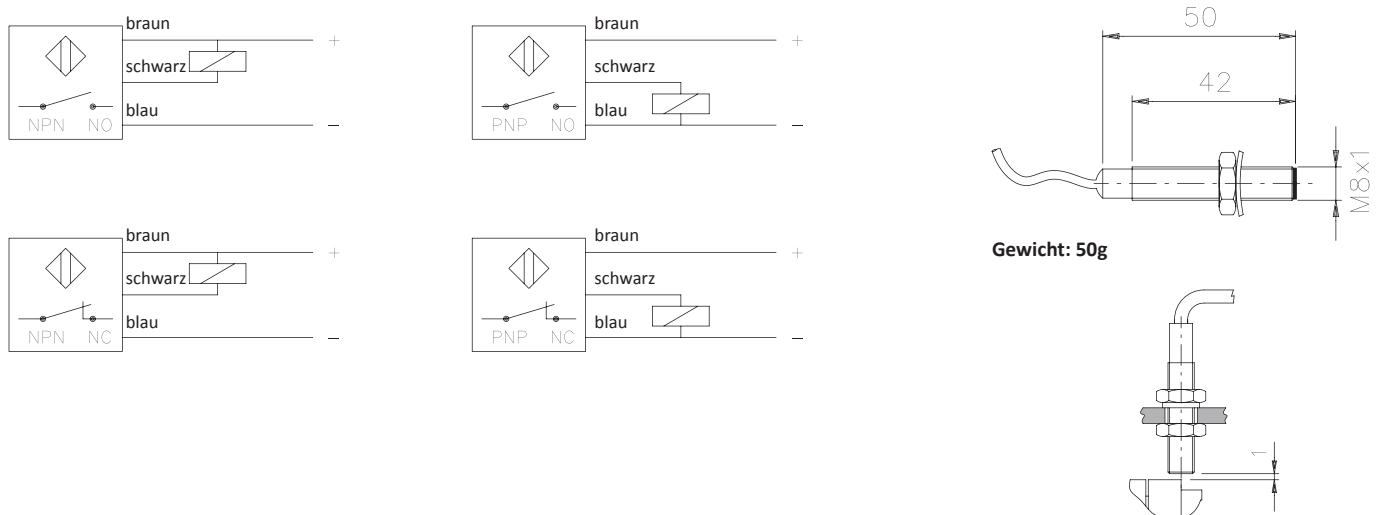 braun
+
schwarz
blau
NPN NO
–
braun
+
schwarz
blau
PNP NO
–
braun
+
schwarz
blau
NPN NC
–
braun
+
schwarz
blau
PNP NC
–
50
42
M8x1
Gewicht: 50g
1